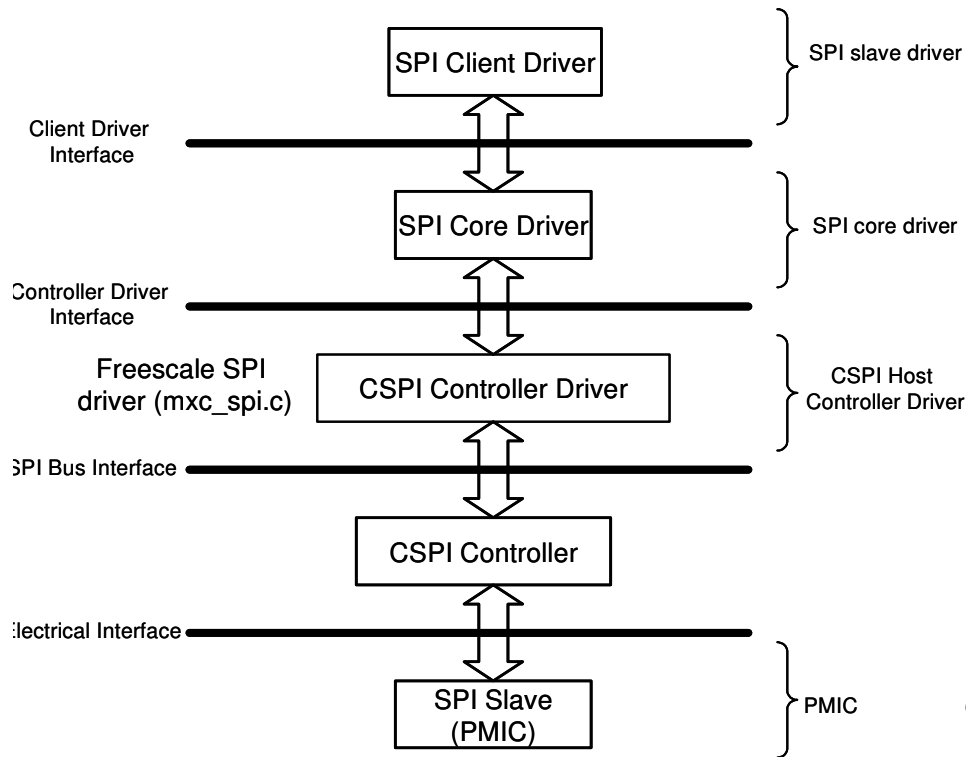 SPI Client Driver
SPI slave driver
Client Driver
Interface
SPI Core Driver
SPI core driver
Controller Driver
Interface
Freescale SPI
driver (mxc_spi.c)
CSPI Controller Driver
CSPI Host
Controller Driver
SPI Bus Interface
CSPI Controller
Electrical Interface
SPI Slave
(PMIC)
PMIC